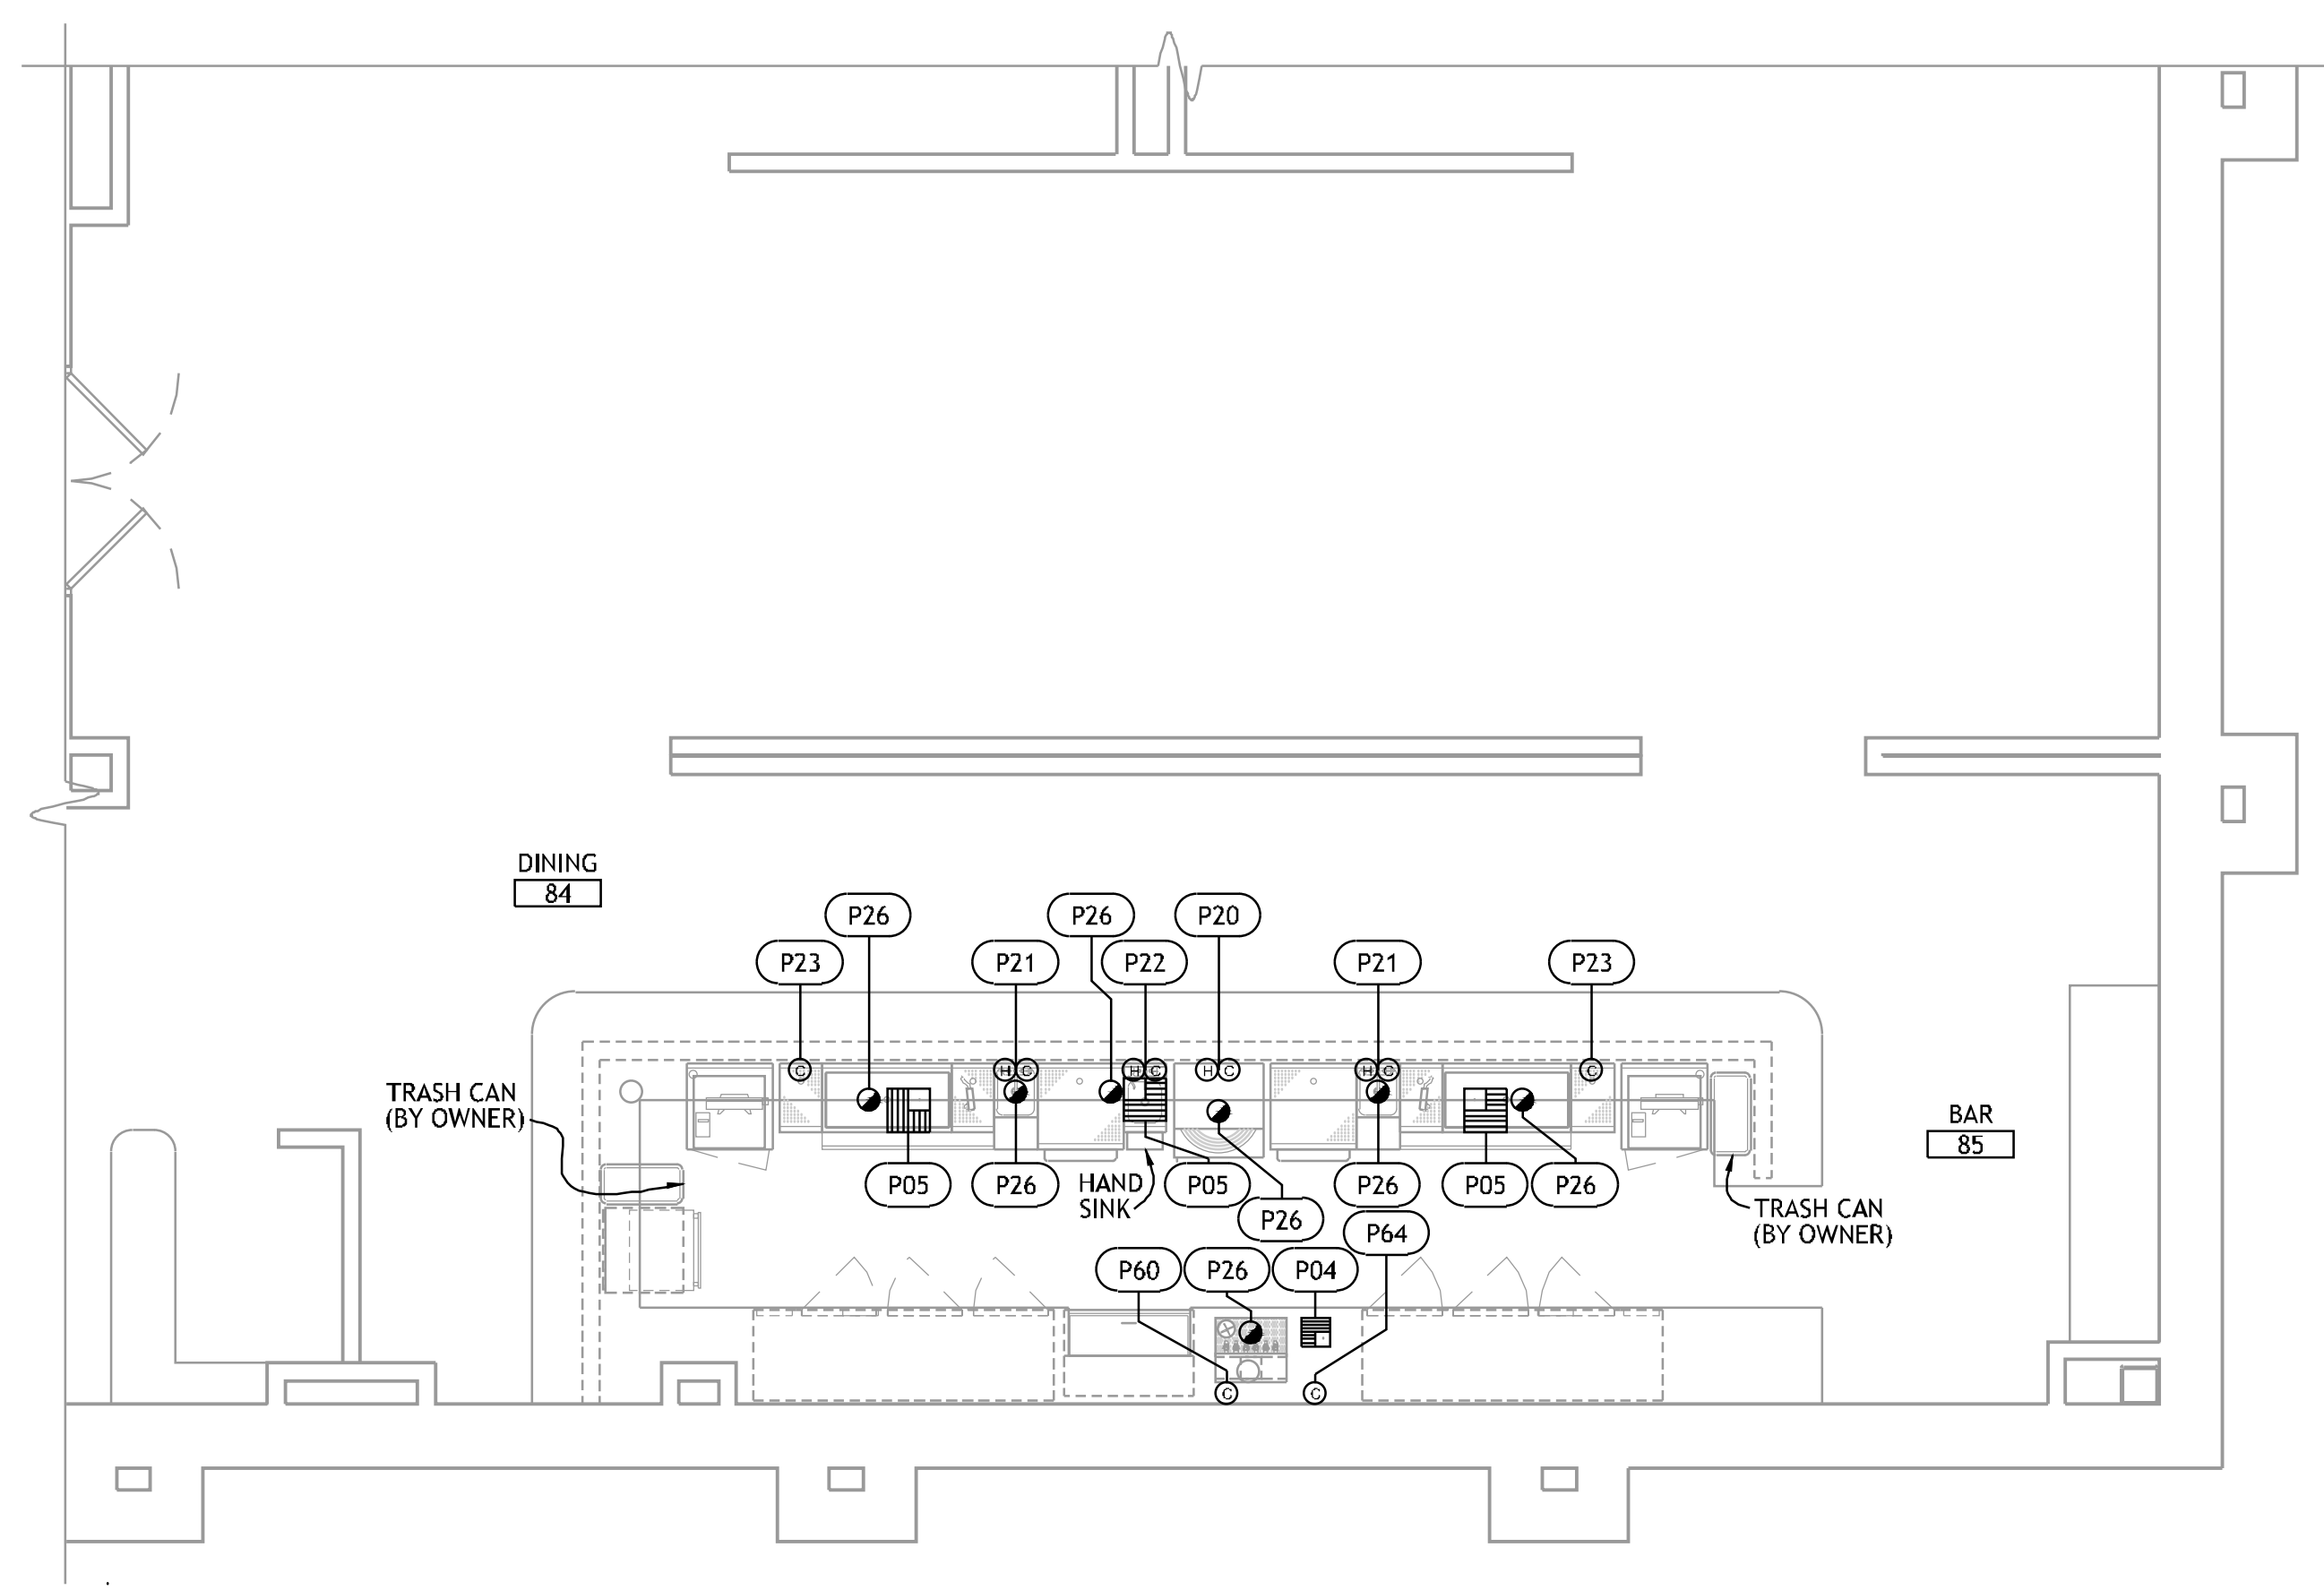 DINING
84
P26
P26
P20
P23
P21
P22
P21
P23
C
H C
H C
H C
H C
C
TRASH CAN
(BY OWNER)
BAR
85
P05
P26
HAND
SINK
P05
P26
P05
P26
P26
TRASH CAN
(BY OWNER)
P64
P60
P26
P04
C
C